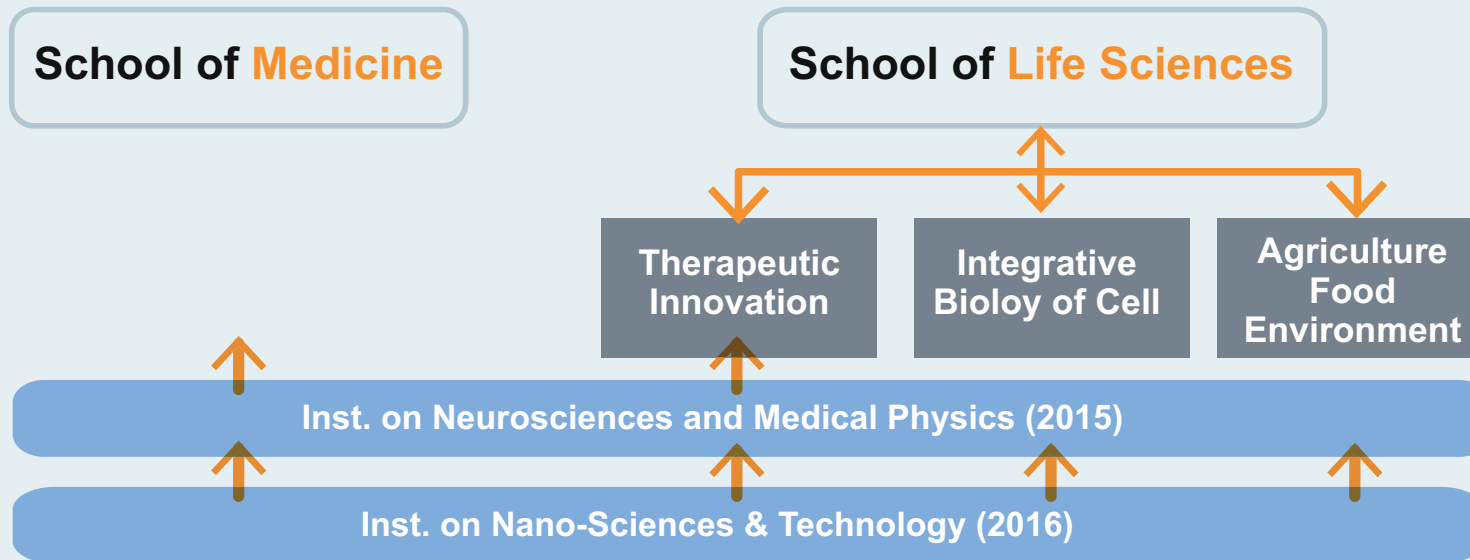 School of Medicine
School of Life Sciences
Therapeutic
Innovation
Integrative
Bioloy of Cell
Agriculture
Food
Environment
Inst. on Neurosciences and Medical Physics (2015)
Inst. on Nano-Sciences & Technology (2016)